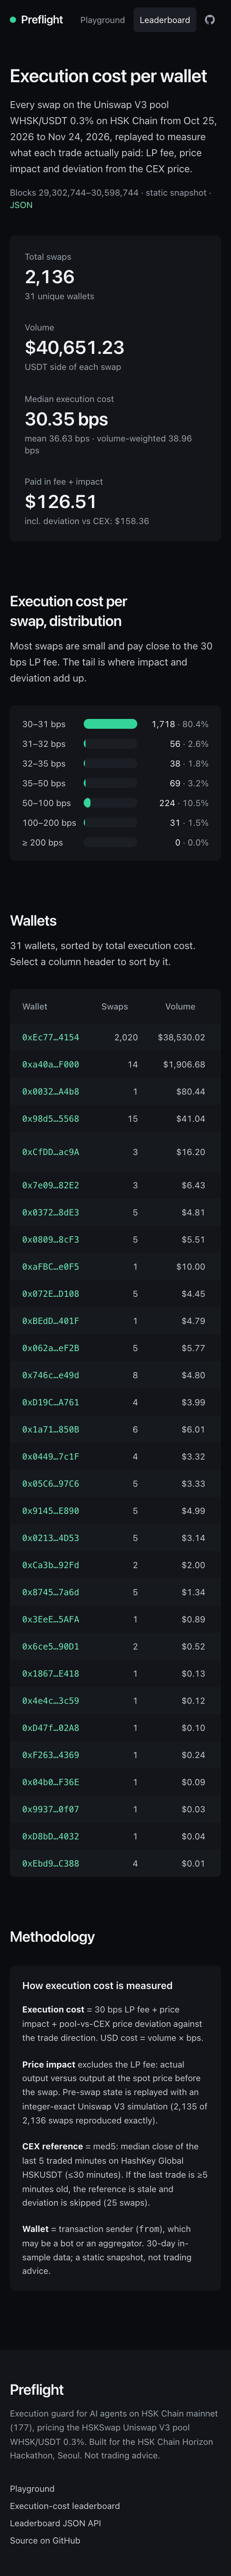 Preflight
Playground
Leaderboard
Execution cost per wallet
Every swap on the Uniswap V3 pool
WHSK/USDT 0.3% on HSK Chain from Oct 25,
2026 to Nov 24, 2026, replayed to measure
what each trade actually paid: LP fee, price
impact and deviation from the CEX price.
Blocks 29,302,744–30,598,744 · static snapshot ·
JSON
Total swaps
2,136
31 unique wallets
Volume
$40,651.23
USDT side of each swap
Median execution cost
30.35 bps
mean 36.63 bps · volume-weighted 38.96
bps
Paid in fee + impact
$126.51
incl. deviation vs CEX: $158.36
Execution cost per
swap, distribution
Most swaps are small and pay close to the 30
bps LP fee. The tail is where impact and
deviation add up.
30–31 bps 1,718 · 80.4%
31–32 bps 56 · 2.6%
32–35 bps 38 · 1.8%
35–50 bps 69 · 3.2%
50–100 bps 224 · 10.5%
100–200 bps 31 · 1.5%
≥ 200 bps 0 · 0.0%
Wallets
31 wallets, sorted by total execution cost.
Select a column header to sort by it.
Wallet Swaps Volume
0xEc77…4154 2,020 $38,530.02
0xa40a…F000 14 $1,906.68
0x0032…A4b8 1 $80.44
0x98d5…5568 15 $41.04
0xCfDD…ac9A 3 $16.20
0x7e09…82E2 3 $6.43
0x0372…8dE3 5 $4.81
0x0809…8cF3 5 $5.51
0xaFBC…e0F5 1 $10.00
0x072E…D108 5 $4.45
0xBEdD…401F 1 $4.79
0x062a…eF2B 5 $5.77
0x746c…e49d 8 $4.80
0xD19C…A761 4 $3.99
0x1a71…850B 6 $6.01
0x0449…7c1F 4 $3.32
0x05C6…97C6 5 $3.33
0x9145…E890 5 $4.99
0x0213…4D53 5 $3.14
0xCa3b…92Fd 2 $2.00
0x8745…7a6d 5 $1.34
0x3EeE…5AFA 1 $0.89
0x6ce5…90D1 2 $0.52
0x1867…E418 1 $0.13
0x4e4c…3c59 1 $0.12
0xD47f…02A8 1 $0.10
0xF263…4369 1 $0.24
0x04b0…F36E 1 $0.09
0x9937…0f07 1 $0.03
0xD8bD…4032 1 $0.04
0xEbd9…C388 4 $0.01
Methodology
How execution cost is measured
Execution cost = 30 bps LP fee + price
impact + pool-vs-CEX price deviation against
the trade direction. USD cost = volume × bps.
Price impact excludes the LP fee: actual
output versus output at the spot price before
the swap. Pre-swap state is replayed with an
integer-exact Uniswap V3 simulation (2,135 of
2,136 swaps reproduced exactly).
CEX reference = med5: median close of the
last 5 traded minutes on HashKey Global
HSKUSDT (≤30 minutes). If the last trade is ≥5
minutes old, the reference is stale and
deviation is skipped (25 swaps).
Wallet = transaction sender (from), which
may be a bot or an aggregator. 30-day in-
sample data; a static snapshot, not trading
advice.
Preflight
Execution guard for AI agents on HSK Chain mainnet
(177), pricing the HSKSwap Uniswap V3 pool
WHSK/USDT 0.3%. Built for the HSK Chain Horizon
Hackathon, Seoul. Not trading advice.
Playground
Execution-cost leaderboard
Leaderboard JSON API
Source on GitHub